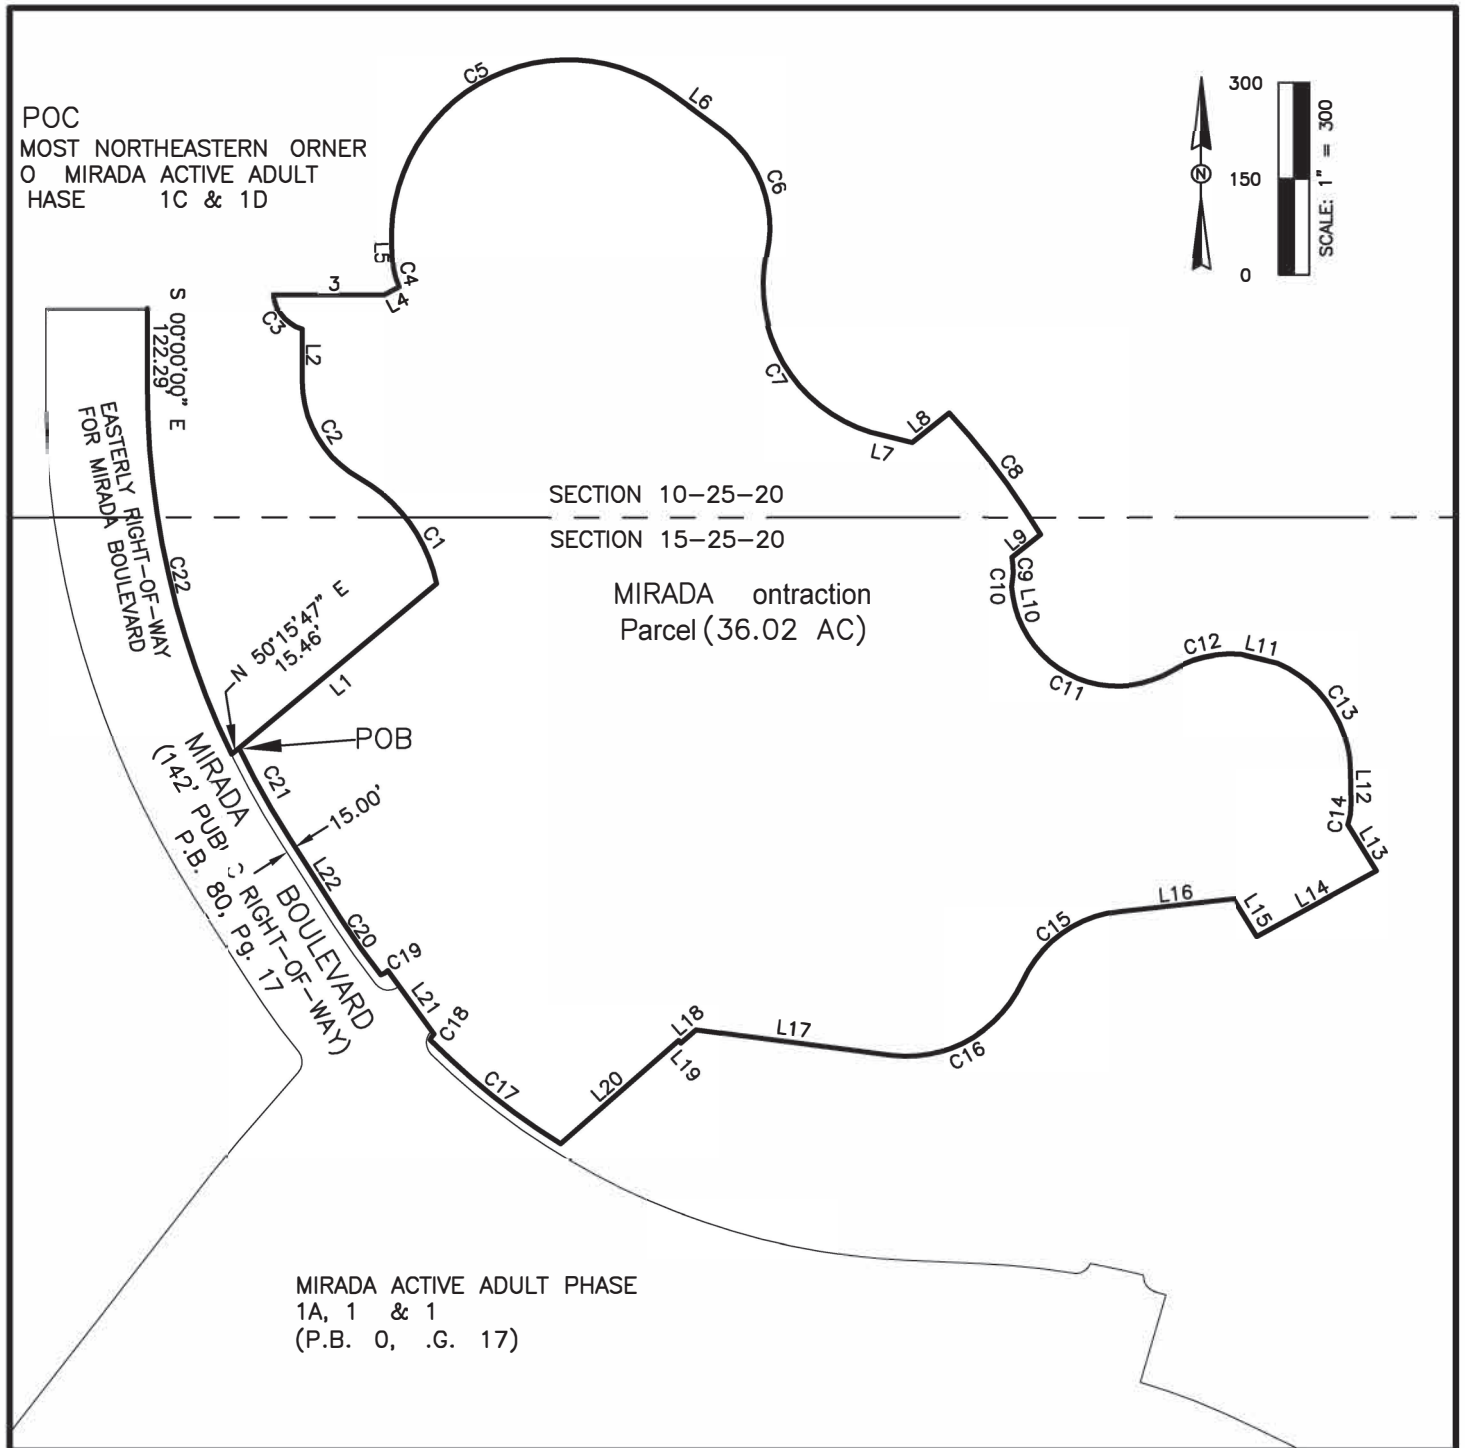 POC
MOST NORTHEASTERN ORNER
O MIRADA ACTIVE ADULT
HASE 1C & 1D
C5
L6
C6
300
150
0
N
SCALE: 1" = 300
L5
C4
3
L4
C3
L2
C2
C1
S 00°00'00" E
122.29'
EASTERLY RIGHT-OF-WAY
FOR MIRADA BOULEVARD
C22
C7
L7
L8
C8
SECTION 10-25-20
SECTION 15-25-20
MIRADA ontraction
Parcel (36.02 AC)
L9
C9
C10
L10
C11
C12
L11
C13
L12
C14
L13
L14
L15
L16
C15
C16
L17
L18
L19
L20
C17
C18
L21
C19
C20
L22
C21
N 50°15'47" E
15.46'
L1
POB
15.00'
MIRADA BOULEVARD
(142' PUB C RIGHT-OF-WAY)
P.B. 80, Pg. 17
MIRADA ACTIVE ADULT PHASE
1A, 1 & 1
(P.B. 0, .G. 17)